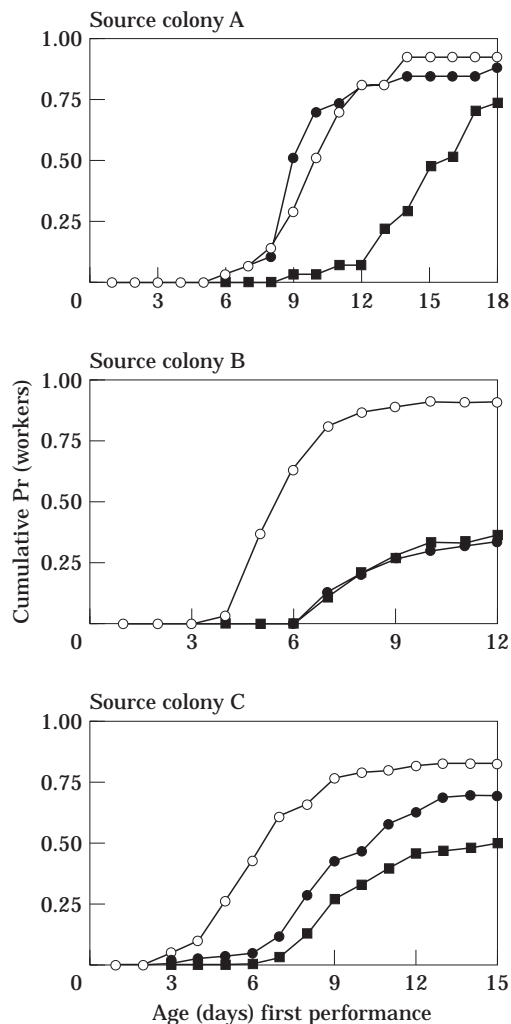 Source colony A
1.00
0.75
0.50
0.25
0 3 6 9 12 15 18
Source colony B
1.00
0.75
0.50
0.25
0 3 6 9 12
Cumulative Pr (workers)
Source colony C
1.00
0.75
0.50
0.25
0 3 6 9 12 15
Age (days) first performance